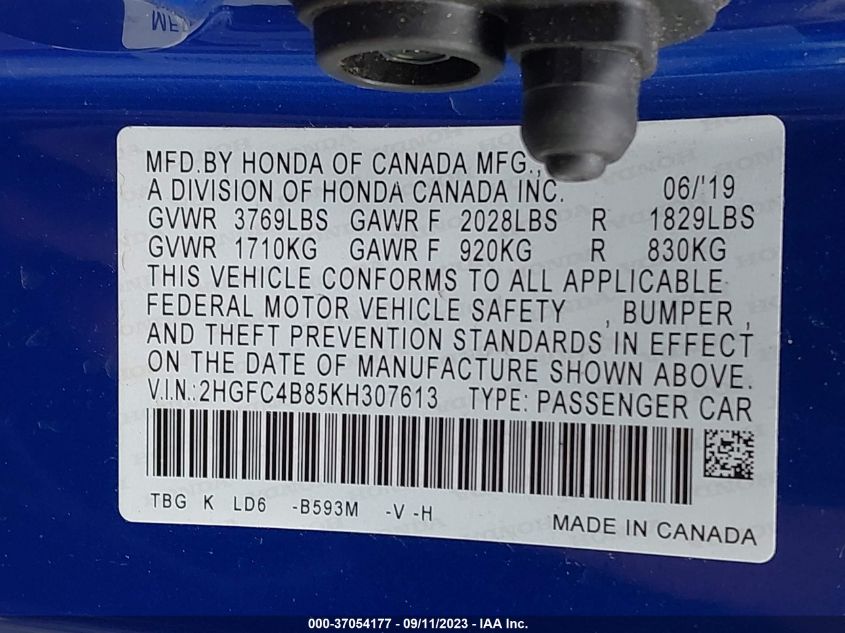 MFD.BY HONDA OF CANADA MFG.,
A DIVISION OF HONDA CANADA INC. 06/'19
GVWR 3769LBS GAWR F 2028LBS R 1829LBS
GVWR 1710KG GAWR F 920KG R 830KG
THIS VEHICLE CONFORMS TO ALL APPLICABLE
FEDERAL MOTOR VEHICLE SAFETY , BUMPER ,
AND THEFT PREVENTION STANDARDS IN EFFECT
ON THE DATE OF MANUFACTURE SHOWN ABOVE.
V.I.N.:2HGFC4B85KH307613 TYPE: PASSENGER CAR
TBG K LD6 -B593M -V -H
MADE IN CANADA
000-37054177 - 09/11/2023 - IAA Inc.